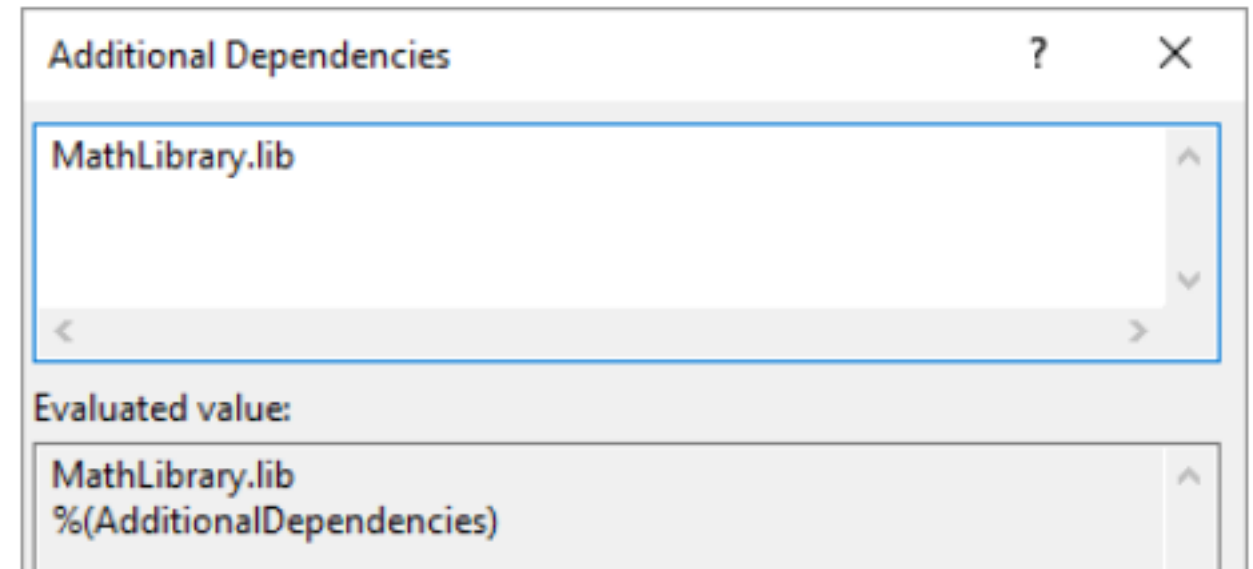 Additional Dependencies ?
MathLibrary.lib
Evaluated value:
MathLibrary.lib
%(AdditionalDependencies)